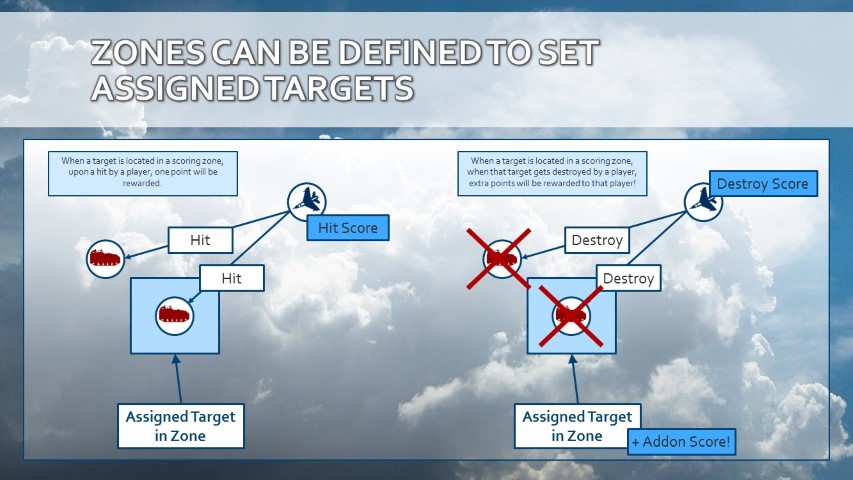 ZONES CAN BE DEFINED TO SET
ASSIGNED TARGETS
When a target is located in a scoring zone,
upon a hit by a player, one point will be
rewarded.
Hit Score
Hit
Hit
Assigned Target
in Zone
When a target is located in a scoring zone,
when that target gets destroyed by a player,
extra points will be rewarded to that player!
Destroy Score
Destroy
Destroy
Assigned Target
in Zone
+ Addon Score!